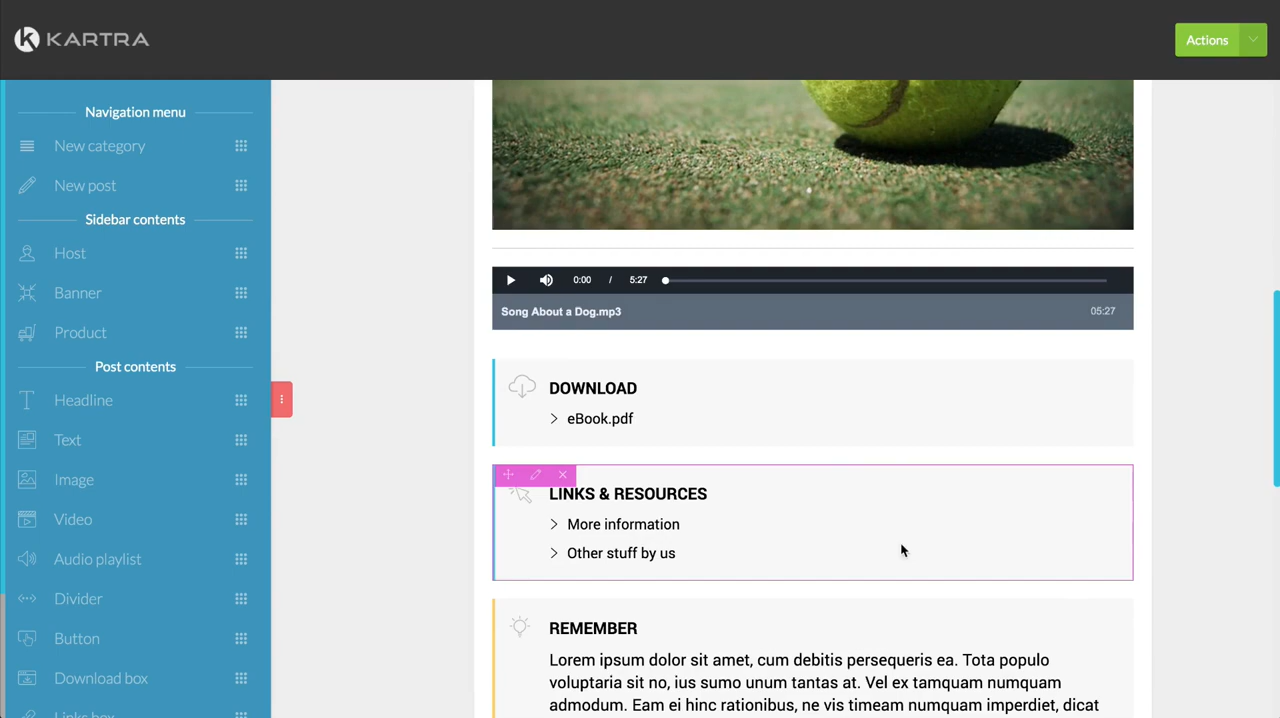 KARTRA
Actions
Navigation menu
New category
New post
Sidebar contents
Host
Banner
Product
Post contents
Headline
Text
Image
Video
Audio playlist
Divider
Button
Download box
Links box
0:00 / 5:27
Song About a Dog.mp3 05:27
DOWNLOAD
> eBook.pdf
LINKS & RESOURCES
> More information
> Other stuff by us
REMEMBER
Lorem ipsum dolor sit amet, cum debitis persequeris ea. Tota populo
voluptaria sit no, ius sumo unum tantas at. Vel ex tamquam numquam
admodum. Eam ei hinc rationibus, ne vis timeam numquam imperdiet, dicat